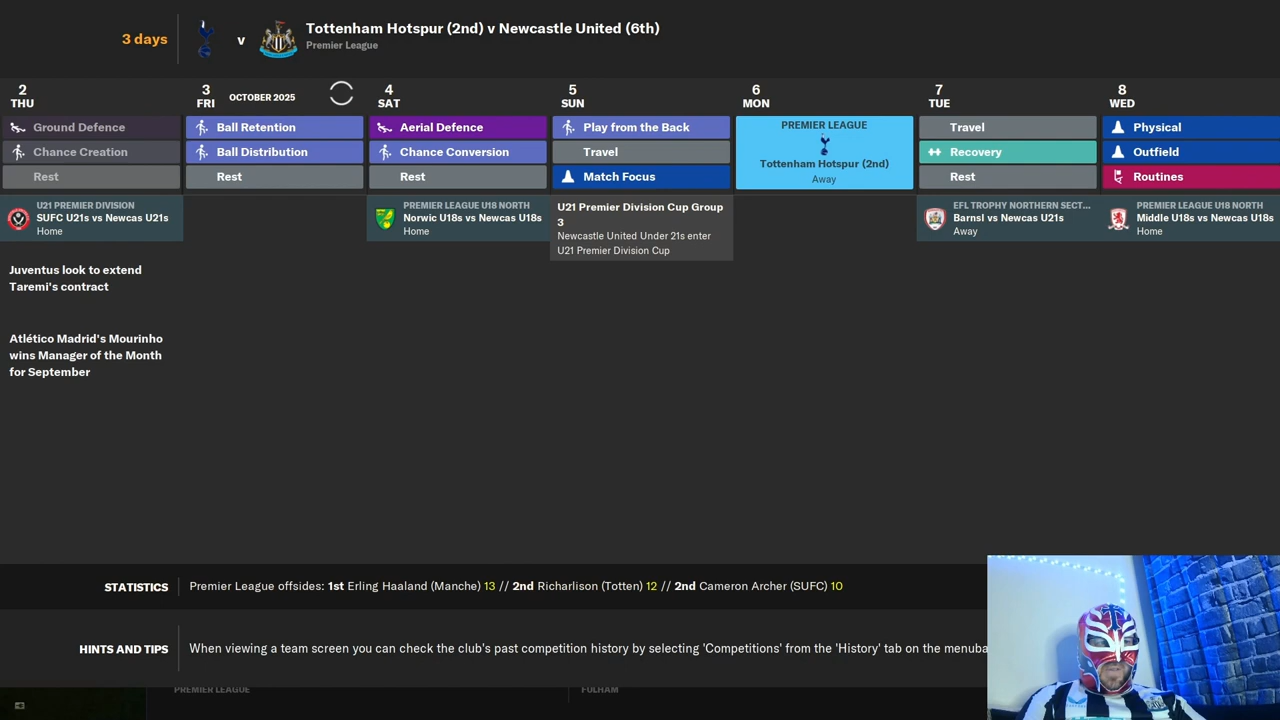 3 days
v
Tottenham Hotspur (2nd) v Newcastle United (6th)
Premier League
2
THU
3
FRI
OCTOBER 2025
4
SAT
5
SUN
6
MON
7
TUE
8
WED
Ground Defence
Chance Creation
Rest
Ball Retention
Ball Distribution
Rest
Aerial Defence
Chance Conversion
Rest
Play from the Back
Travel
Match Focus
PREMIER LEAGUE
Tottenham Hotspur (2nd)
Away
Travel
Recovery
Rest
Physical
Outfield
Routines
U21 PREMIER DIVISION
SUFC U21s vs Newcas U21s
Home
PREMIER LEAGUE U18 NORTH
Norwic U18s vs Newcas U18s
Home
U21 Premier Division Cup Group
3
Newcastle United Under 21s enter
U21 Premier Division Cup
EFL TROPHY NORTHERN SECT...
Barnsl vs Newcas U21s
Away
PREMIER LEAGUE U18 NORTH
Middle U18s vs Newcas U18s
Home
Juventus look to extend
Taremi's contract
Atlético Madrid's Mourinho
wins Manager of the Month
for September
STATISTICS
Premier League offsides: 1st Erling Haaland (Manche) 13 // 2nd Richarlison (Totten) 12 // 2nd Cameron Archer (SUFC) 10
HINTS AND TIPS
When viewing a team screen you can check the club's past competition history by selecting 'Competitions' from the 'History' tab on the menuba
PREMIER LEAGUE
FULHAM